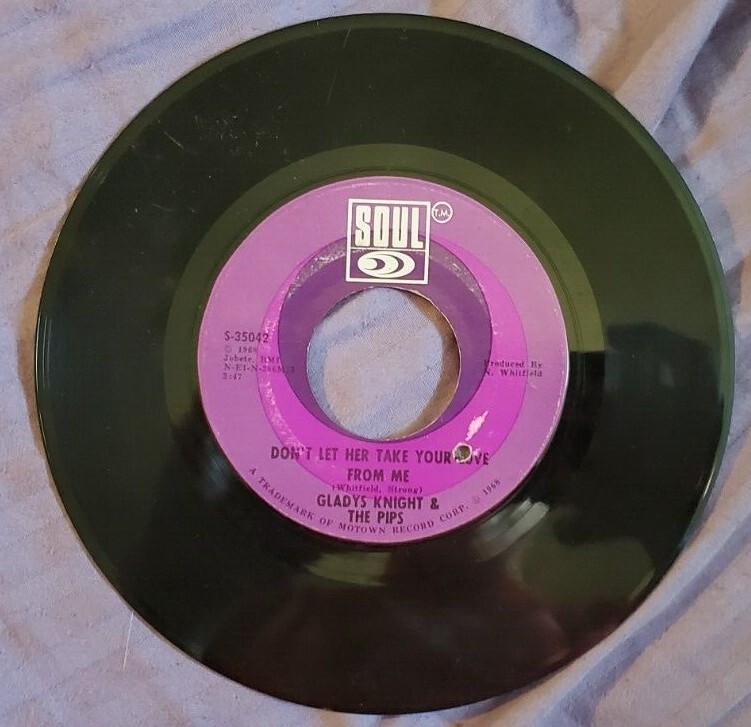 SOUL
T.M.
S-35042
© 1968
Jobete, BMI
2:47
Produced By
N. Whitfield
DON'T LET HER TAKE YOUR LOVE
FROM ME
(Whitfield, Strong)
GLADYS KNIGHT &
THE PIPS
A TRADEMARK OF MOTOWN RECORD CORP. © 1968